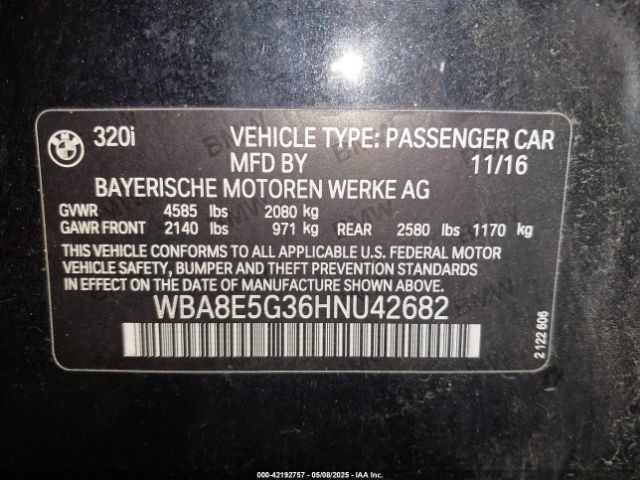 BMW
320i VEHICLE TYPE: PASSENGER CAR
MFD BY 11/16
BAYERISCHE MOTOREN WERKE AG
GVWR 4585 lbs 2080 kg
GAWR FRONT 2140 lbs 971 kg REAR 2580 lbs 1170 kg
THIS VEHICLE CONFORMS TO ALL APPLICABLE U.S. FEDERAL MOTOR
VEHICLE SAFETY, BUMPER AND THEFT PREVENTION STANDARDS IN
EFFECT ON THE DATE OF MANUFACTURE SHOWN ABOVE.
WBA8E5G36HNU42682
2 122 606
000-42192757 - 05/08/2025 - IAA Inc.